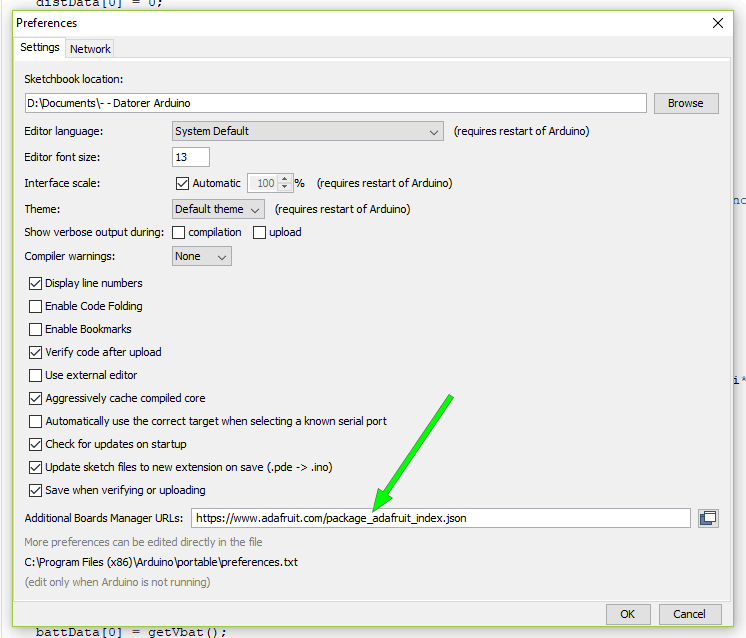 distData[0] = 0;
Preferences
Settings Network
Sketchbook location:
D:\Documents\- - Datorer Arduino Browse
Editor language: System Default (requires restart of Arduino)
Editor font size: 13
Interface scale: Automatic 100 % (requires restart of Arduino)
nc
Theme: Default theme (requires restart of Arduino)
Show verbose output during: compilation upload
Compiler warnings: None
Display line numbers
Enable Code Folding
Enable Bookmarks
Verify code after upload
Use external editor
i*
Aggressively cache compiled core
Automatically use the correct target when selecting a known serial port
Check for updates on startup
Update sketch files to new extension on save (.pde -> .ino)
Save when verifying or uploading
Additional Boards Manager URLs: https://www.adafruit.com/package_adafruit_index.json
More preferences can be edited directly in the file
C:\Program Files (x86)\Arduino\portable\preferences.txt
(edit only when Arduino is not running)
OK Cancel
battData[0] = getVbat();